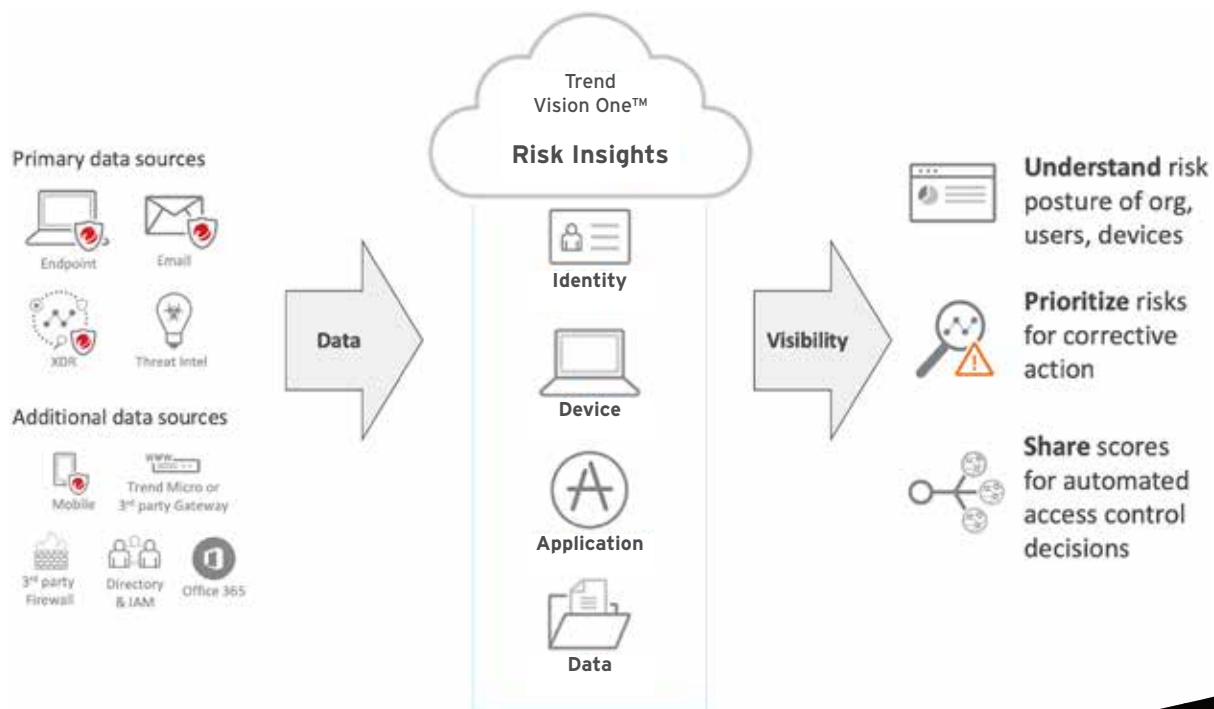 Trend
Vision One™
Risk Insights
Primary data sources
Endpoint
Email
XDR
Threat Intel
Additional data sources
Mobile
www
Trend Micro or
3rd party Gateway
3rd party
Firewall
Directory
& IAM
Office 365
Data
Identity
Device
Application
Data
Visibility
Understand risk
posture of org,
users, devices
Prioritize risks
for corrective
action
Share scores
for automated
access control
decisions